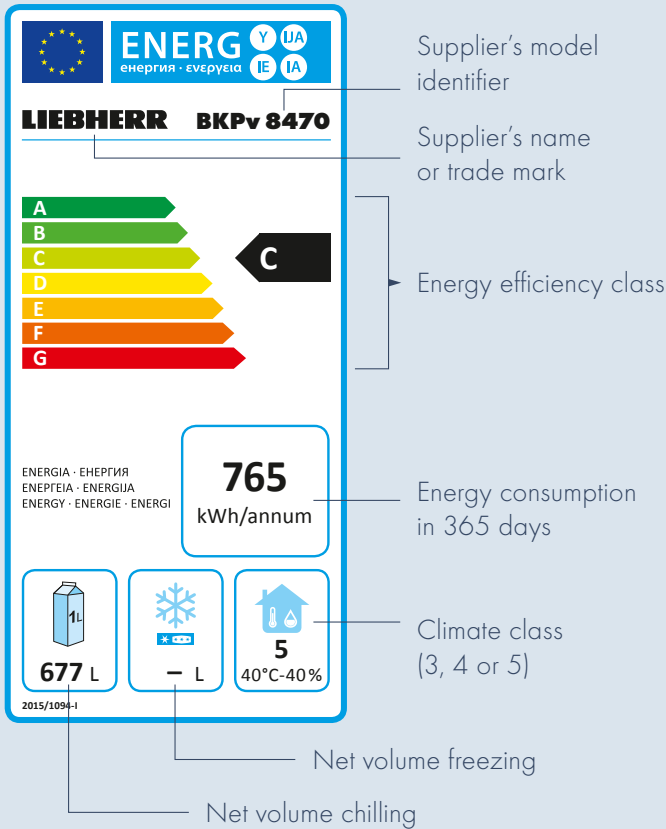 ENERG Y IJA IE IA
енергия · ενεργεια
LIEBHERR BKPv 8470
Supplier's model
identifier
Supplier's name
or trade mark
A
B
C
D
E
F
G
C
Energy efficiency class
ENERGIA · ЕНЕРГИЯ
ΕΝΕΡΓΕΙΑ · ENERGIJA
ENERGY · ENERGIE · ENERGI
765
kWh/annum
Energy consumption
in 365 days
1L
677 L
– L
5
40°C-40%
Climate class
(3, 4 or 5)
2015/1094-I
Net volume freezing
Net volume chilling